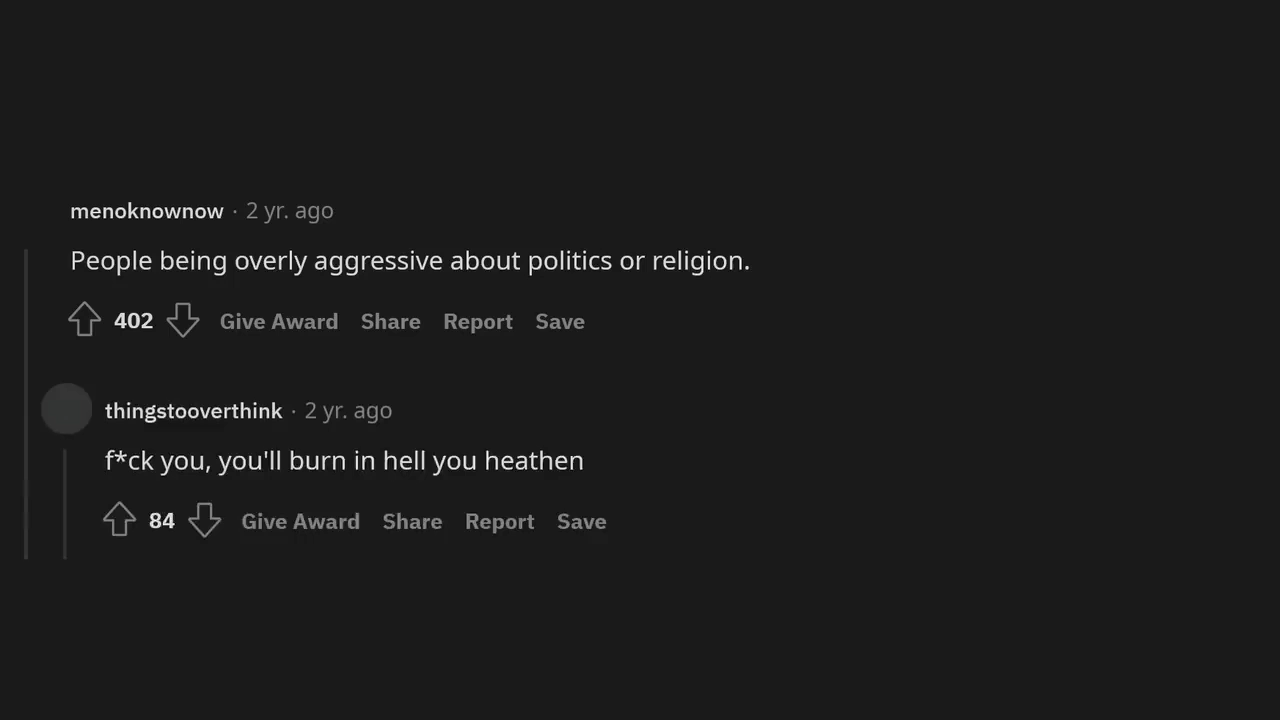 menoknownow · 2 yr. ago
People being overly aggressive about politics or religion.
402 Give Award Share Report Save
thingstooverthink · 2 yr. ago
f*ck you, you'll burn in hell you heathen
84 Give Award Share Report Save